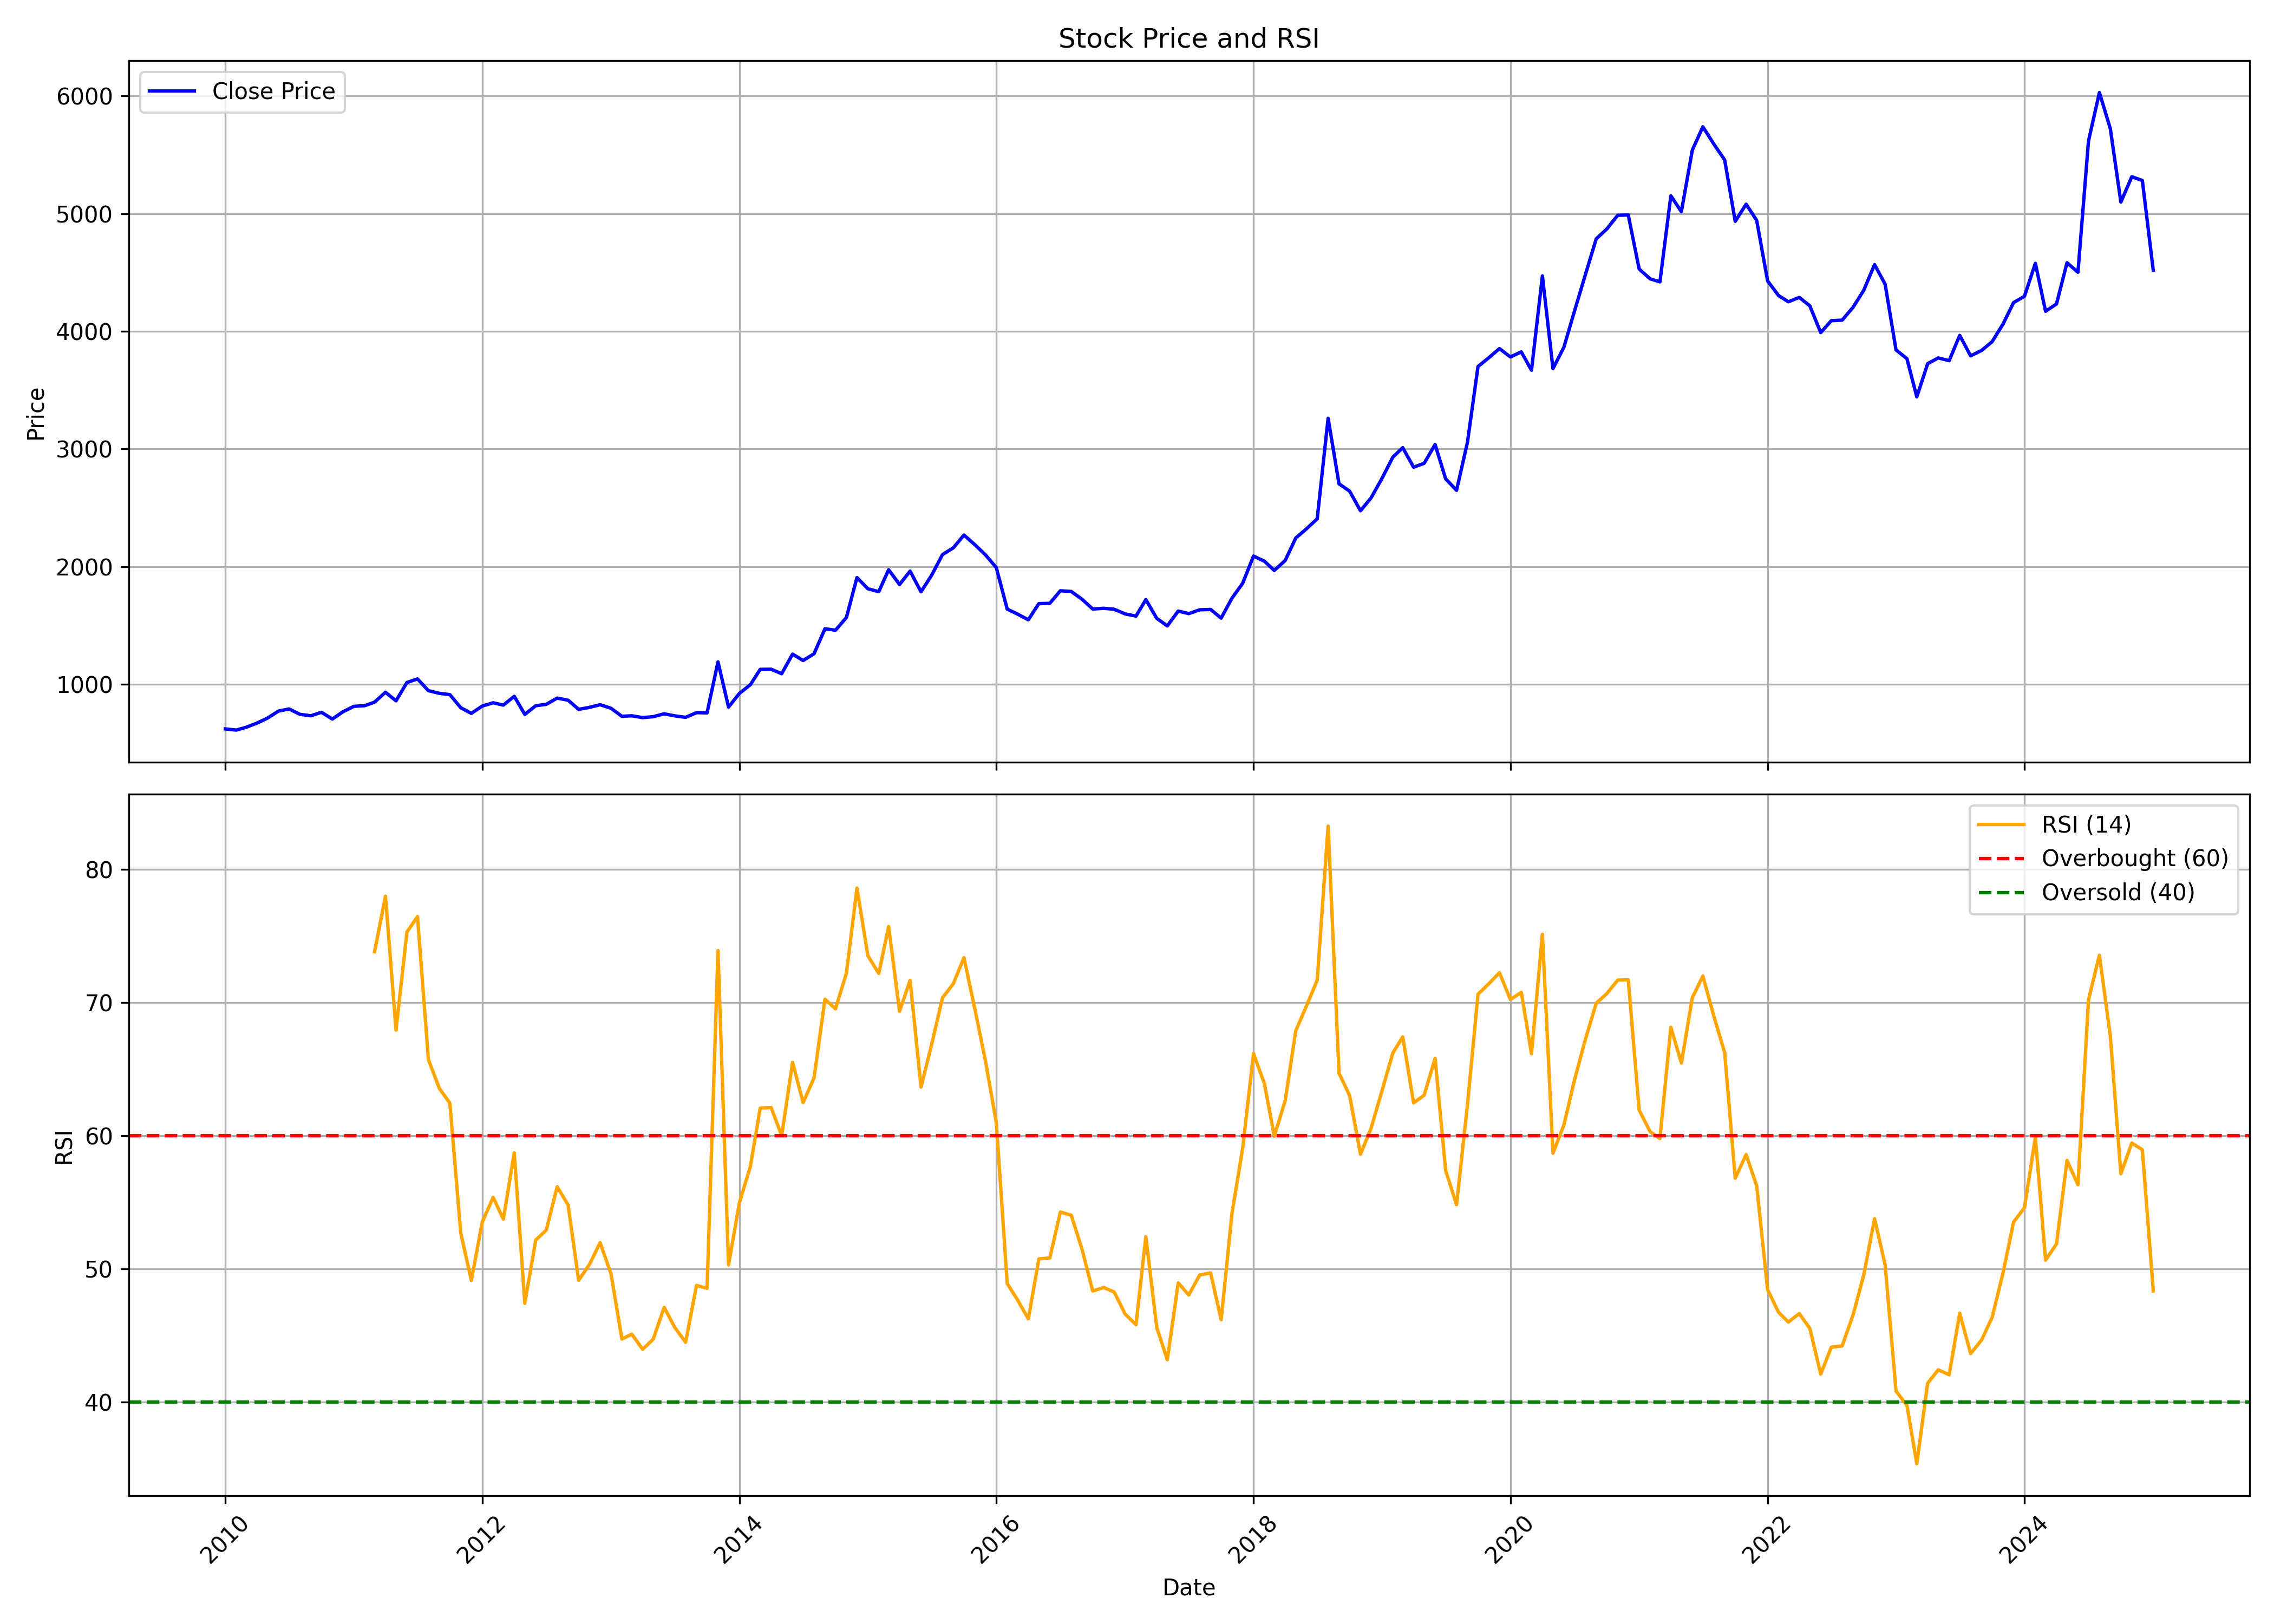 Stock Price and RSI
Close Price
6000
5000
4000
3000
2000
1000
Price
RSI (14)
Overbought (60)
Oversold (40)
80
70
60
50
40
RSI
2010
2012
2014
2016
2018
2020
2022
2024
Date